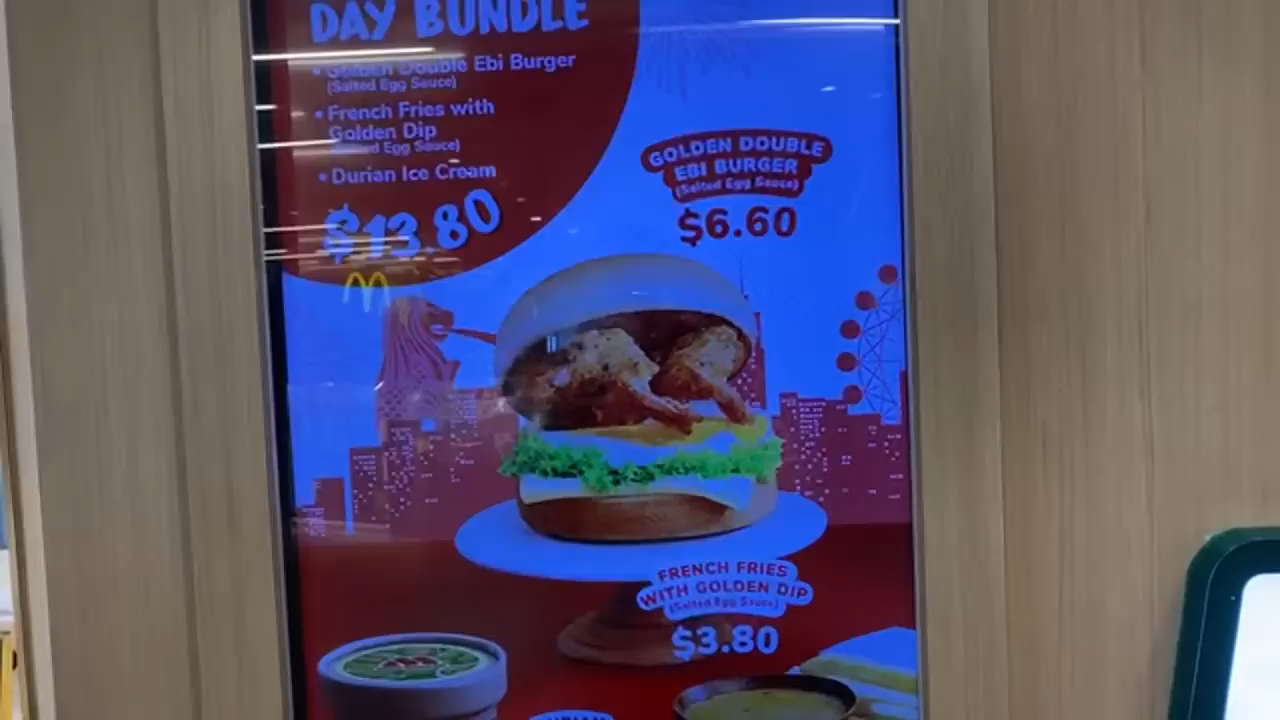 DAY BUNDLE
• Golden Double Ebi Burger
(Salted Egg Sauce)
• French Fries with
Golden Dip
Egg Sauce)
• Durian Ice Cream
$13.80
GOLDEN DOUBLE
EBI BURGER
(Salted Egg Sauce)
$6.60
FRENCH FRIES
WITH GOLDEN DIP
(Salted Egg Sauce)
$3.80